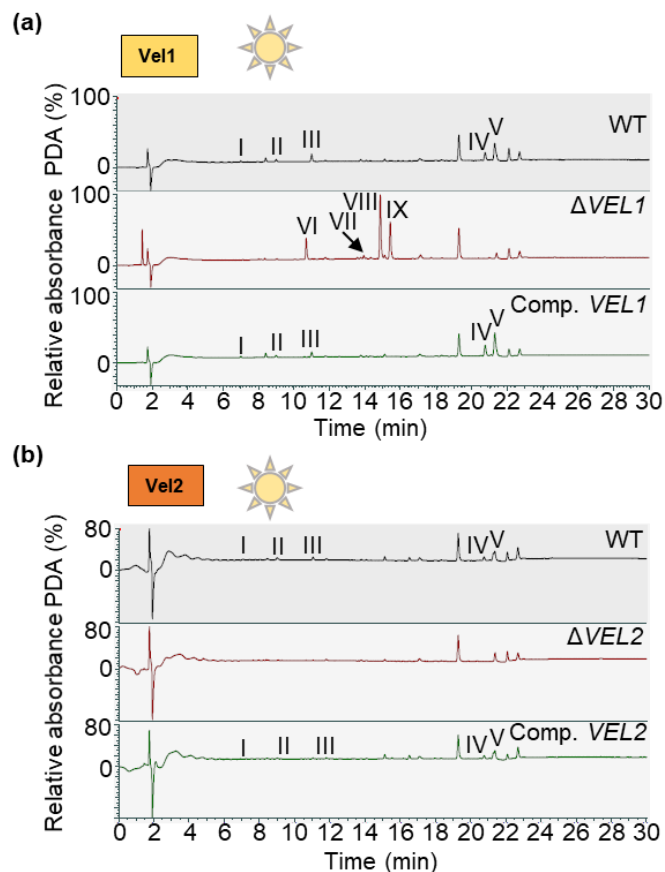 (a)
Vel1
Relative absorbance PDA (%)
100
0
I II III IV V WT
100
0
VI VII VIII IX ΔVEL1
100
0
I II III IV V Comp. VEL1
0 2 4 6 8 10 12 14 16 18 20 22 24 26 28 30
Time (min)
(b)
Vel2
Relative absorbance PDA (%)
80
0
I II III IV V WT
80
0
ΔVEL2
80
0
I II III IV V Comp. VEL2
0 2 4 6 8 10 12 14 16 18 20 22 24 26 28 30
Time (min)